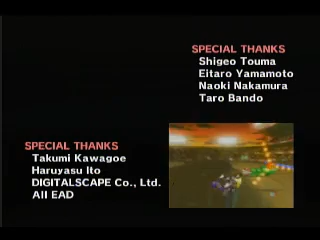 SPECIAL THANKS
Shigeo Touma
Eitaro Yamamoto
Naoki Nakamura
Taro Bando
SPECIAL THANKS
Takumi Kawagoe
Haruyasu Ito
DIGITALSCAPE Co., Ltd.
All EAD